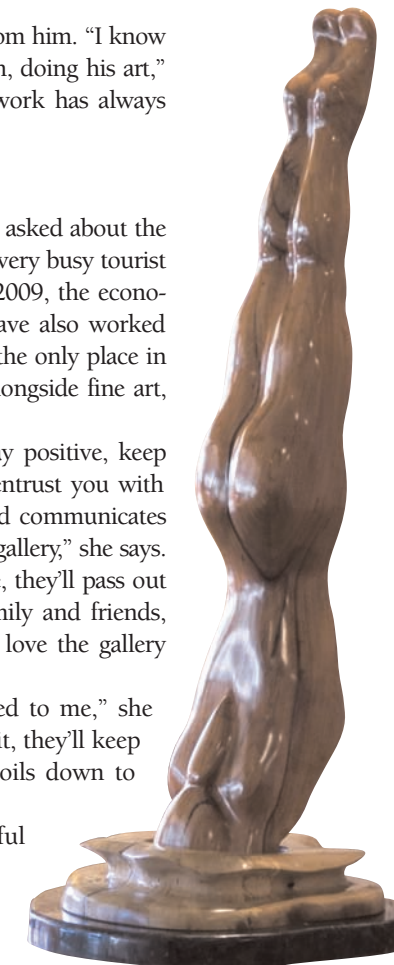 om him. “I know
n, doing his art,”
work has always
asked about the
very busy tourist
2009, the econo-
ave also worked
the only place in
ongside fine art,
y positive, keep
entrust you with
d communicates
gallery,” she says.
, they’ll pass out
mily and friends,
love the gallery
ed to me,” she
it, they’ll keep
oils down to
ful